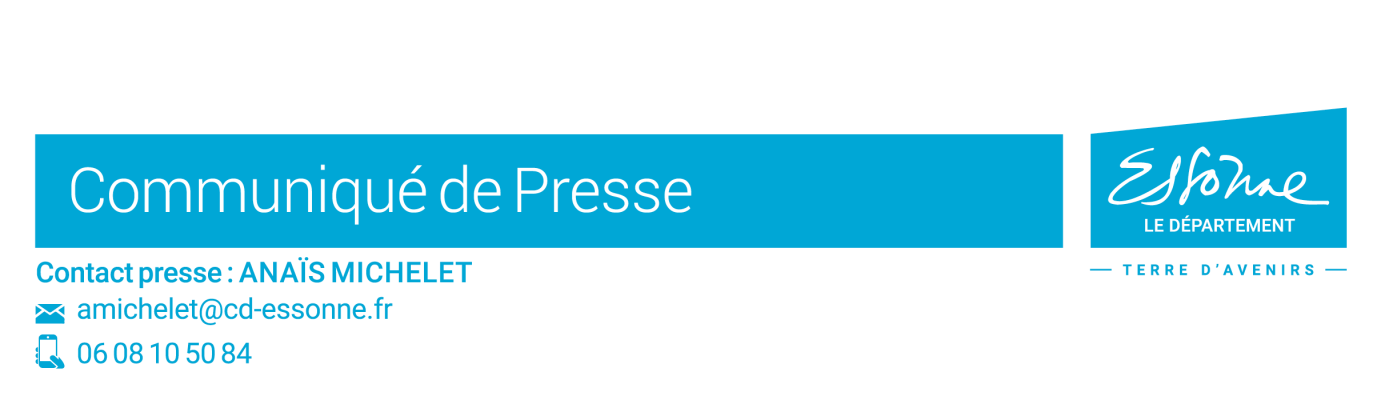 Communiqué de Presse
Essonne
LE DÉPARTEMENT
TERRE D'AVENIRS
Contact presse : ANAÏS MICHELET
amichelet@cd-essonne.fr
06 08 10 50 84